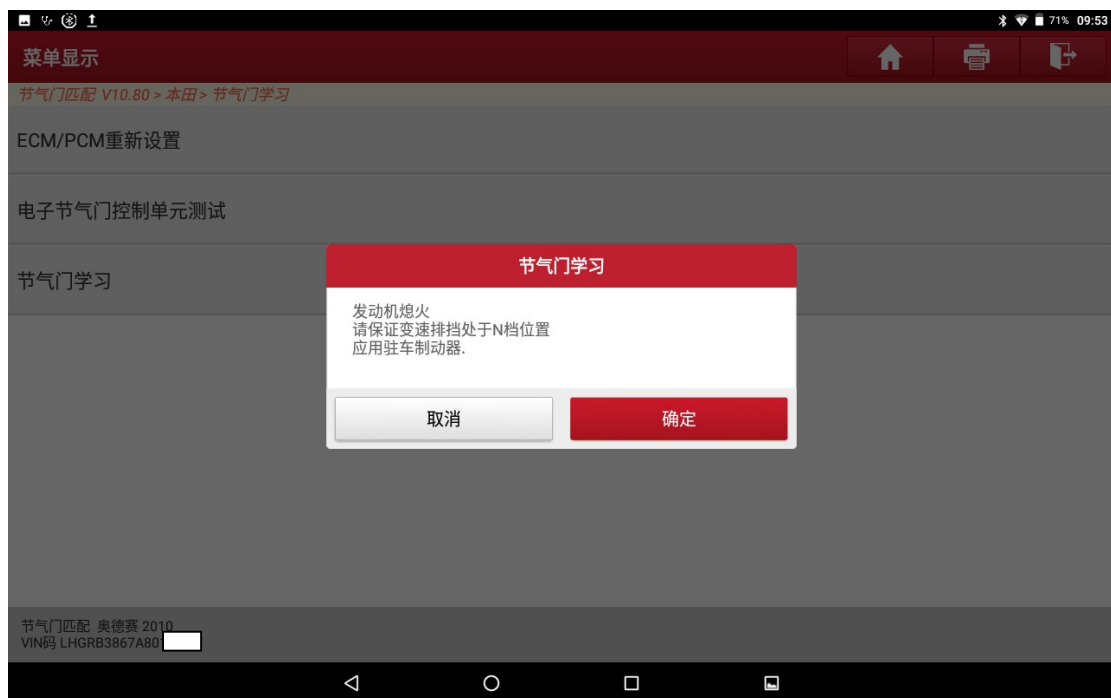 71% 09:53
菜单显示
节气门匹配 V10.80 > 本田 > 节气门学习
ECM/PCM重新设置
电子节气门控制单元测试
节气门学习
节气门学习
发动机熄火
请保证变速排挡处于N档位置
应用驻车制动器.
取消
确定
节气门匹配 奥德赛 2010
VIN码 LHGRB3867A80